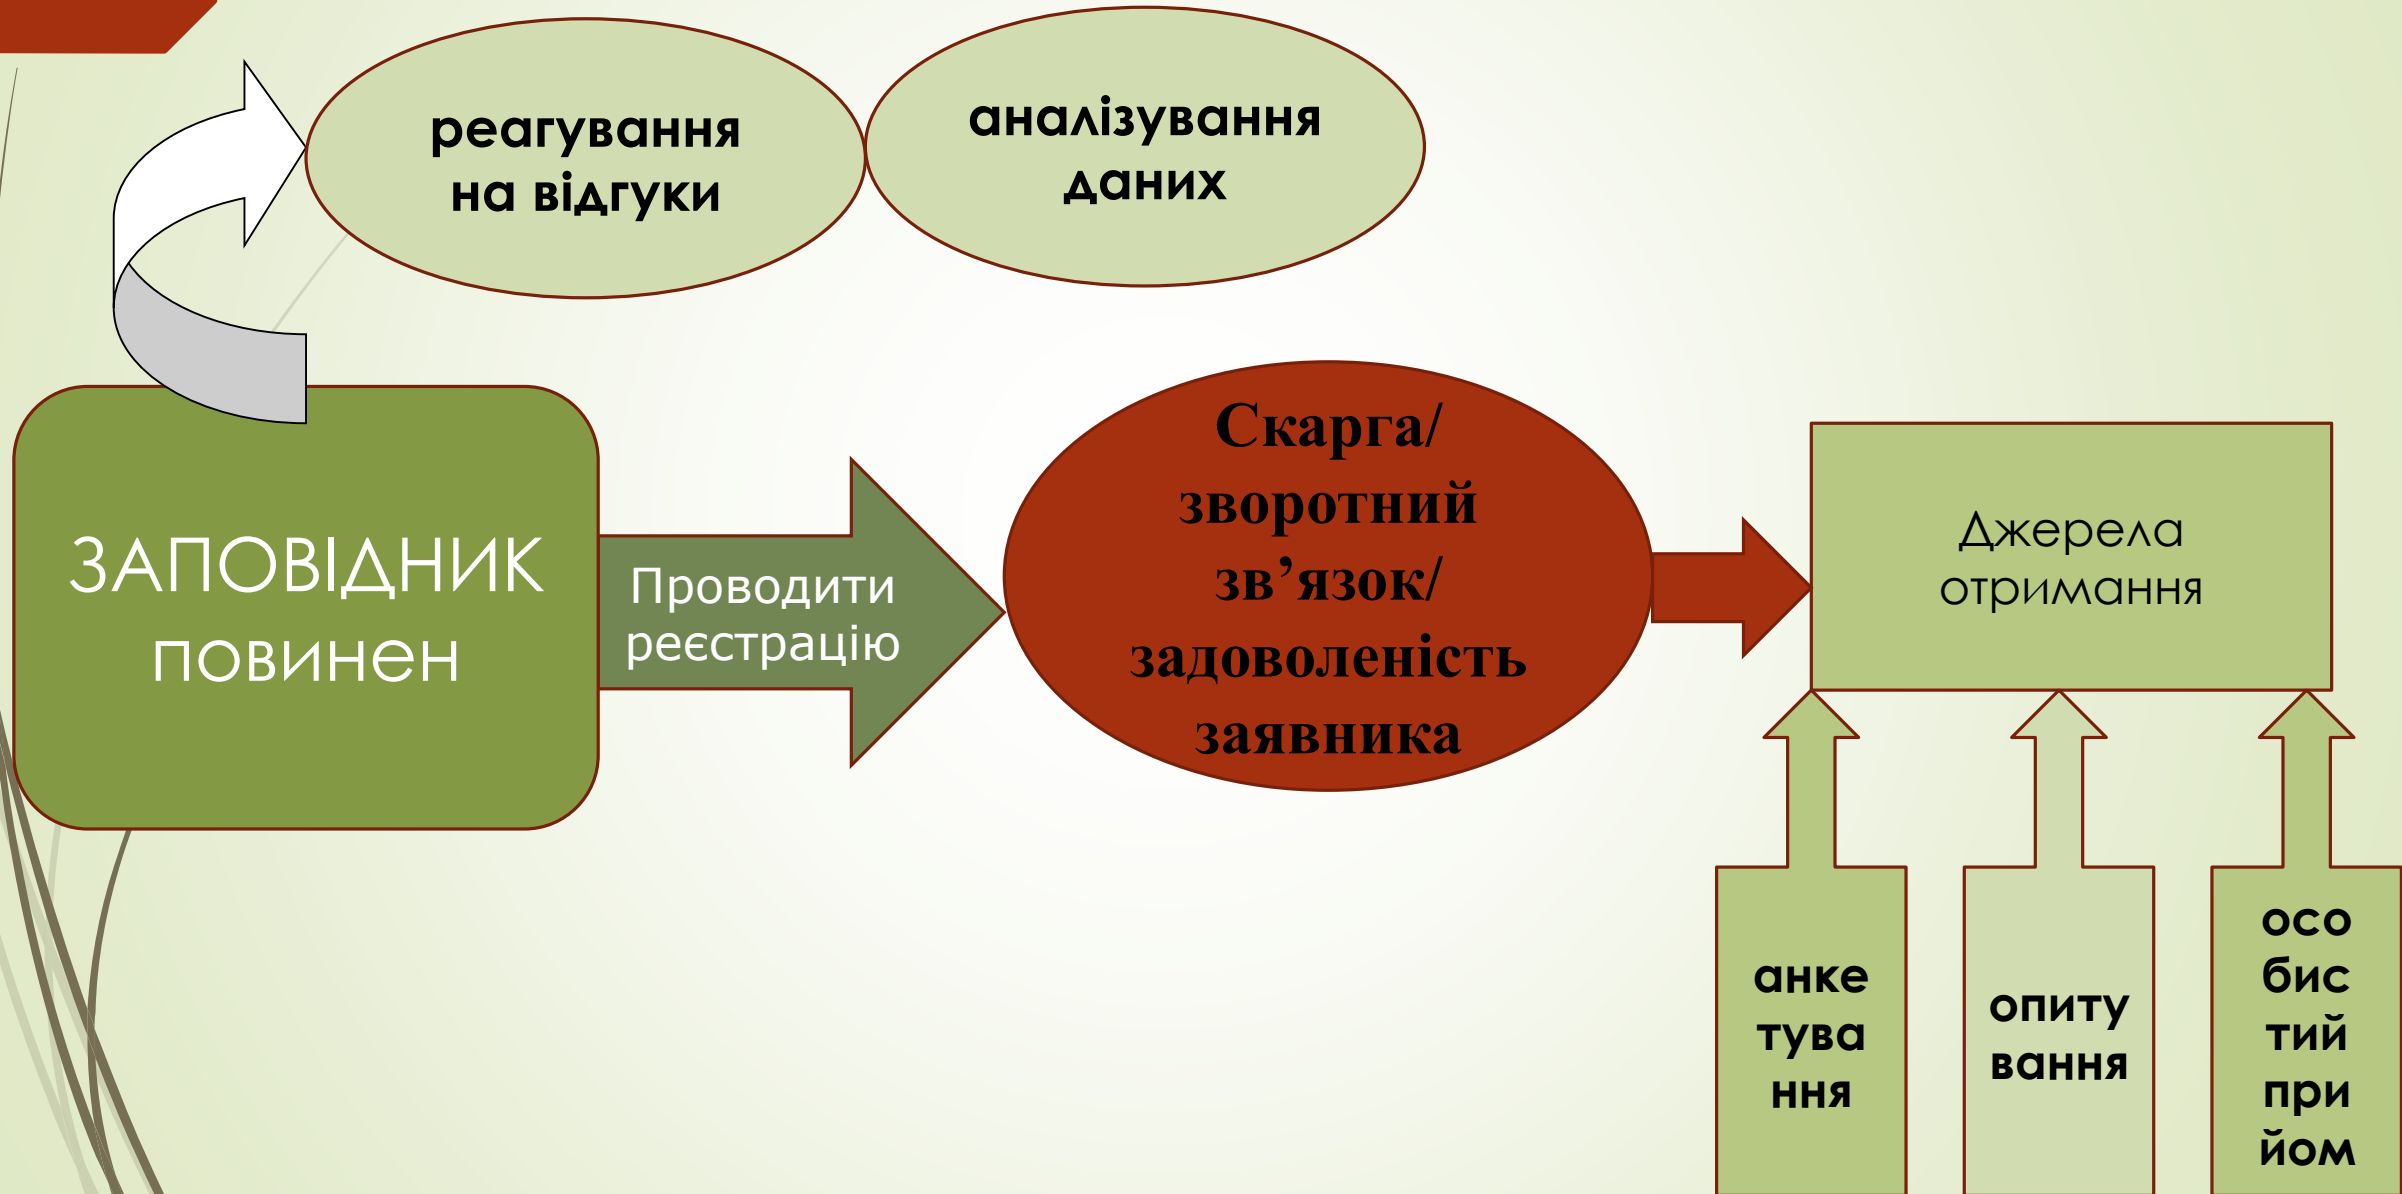 реагування
на відгуки
аналізування
даних
ЗАПОВІДНИК
повинен
Проводити
реєстрацію
Скарга/
зворотний
зв’язок/
задоволеність
заявника
Джерела
отримання
анке
тува
ння
опиту
вання
осо
бис
тий
при
йом